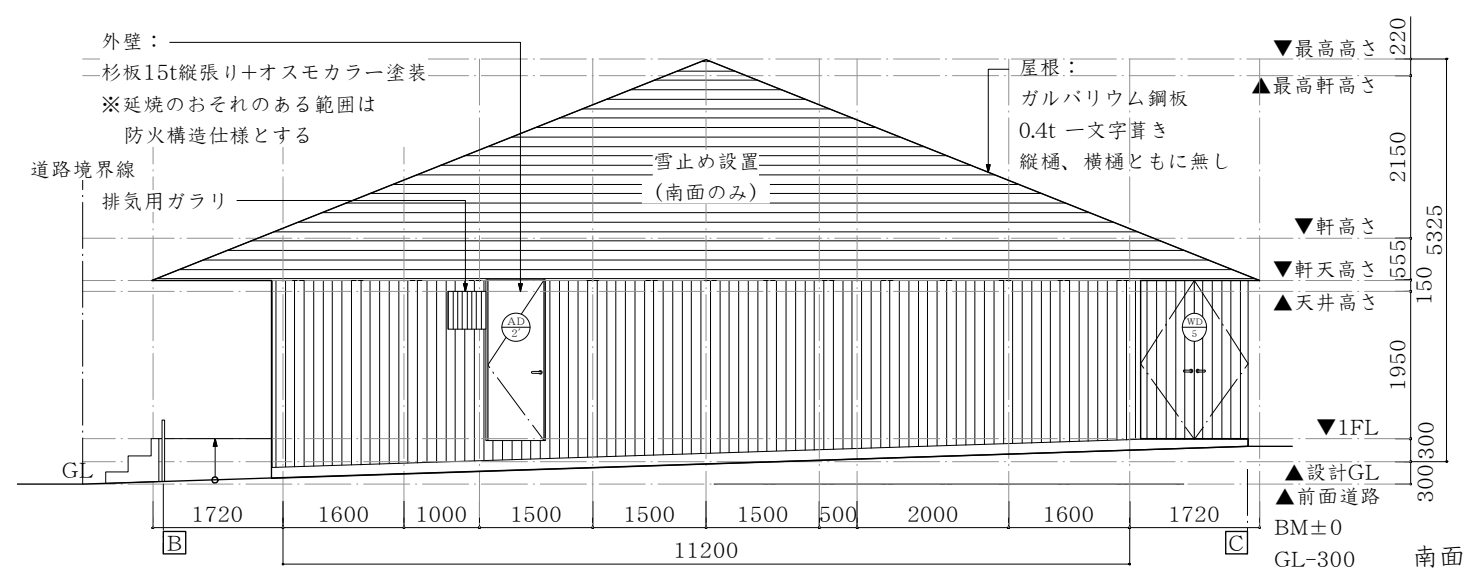 外壁：
杉板15t縦張り+オスモカラー塗装
※延焼のおそれのある範囲は
防火構造仕様とする
道路境界線
排気用ガラリ
雪止め設置
(南面のみ)
屋根：
ガルバリウム鋼板
0.4t 一文字葺き
縦樋、横樋ともに無し
▼最高高さ
▲最高軒高さ
▼軒高さ
▼軒天高さ
▲天井高さ
▼1FL
▲設計GL
▲前面道路
BM±0
GL-300
220
2150
555
150
1950
300
300
5325
AD
2'
WD
5
GL
1720
1600
1000
1500
1500
1500
500
2000
1600
1720
B
C
11200
南面